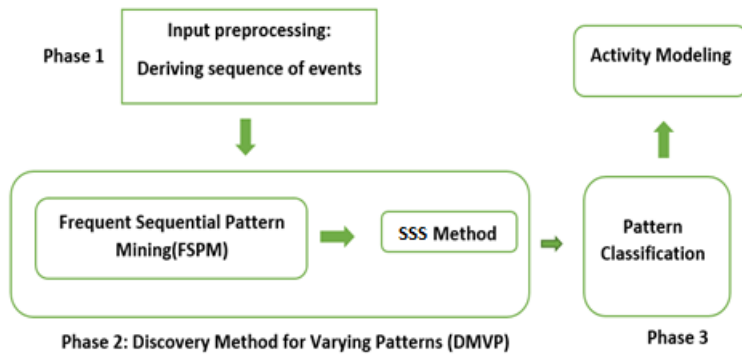 Phase 1
Input preprocessing:
Deriving sequence of events
Activity Modeling
Frequent Sequential Pattern
Mining(FSPM)
SSS Method
Pattern
Classification
Phase 2: Discovery Method for Varying Patterns (DMVP)
Phase 3